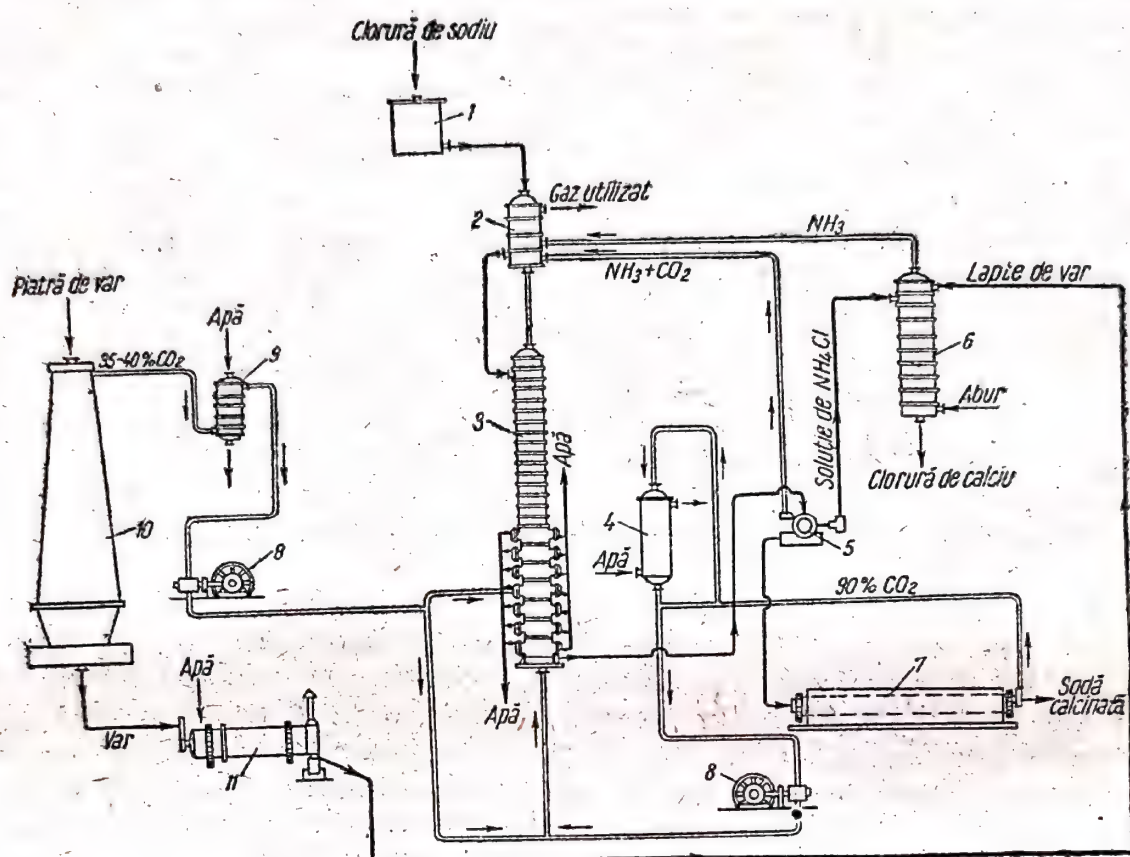 Clorură de sodiu
1
Gaz utilizat
2
NH₃
NH₃+CO₂
Lapte de var
Piatră de var
Apă
35-40% CO₂
9
6
Soluție de NH₄Cl
Abur
3
Apă
Clorură de calciu
10
4
5
8
Apă
90% CO₂
Apă
7
Sodă
calcinată
Apă
Var
11
8